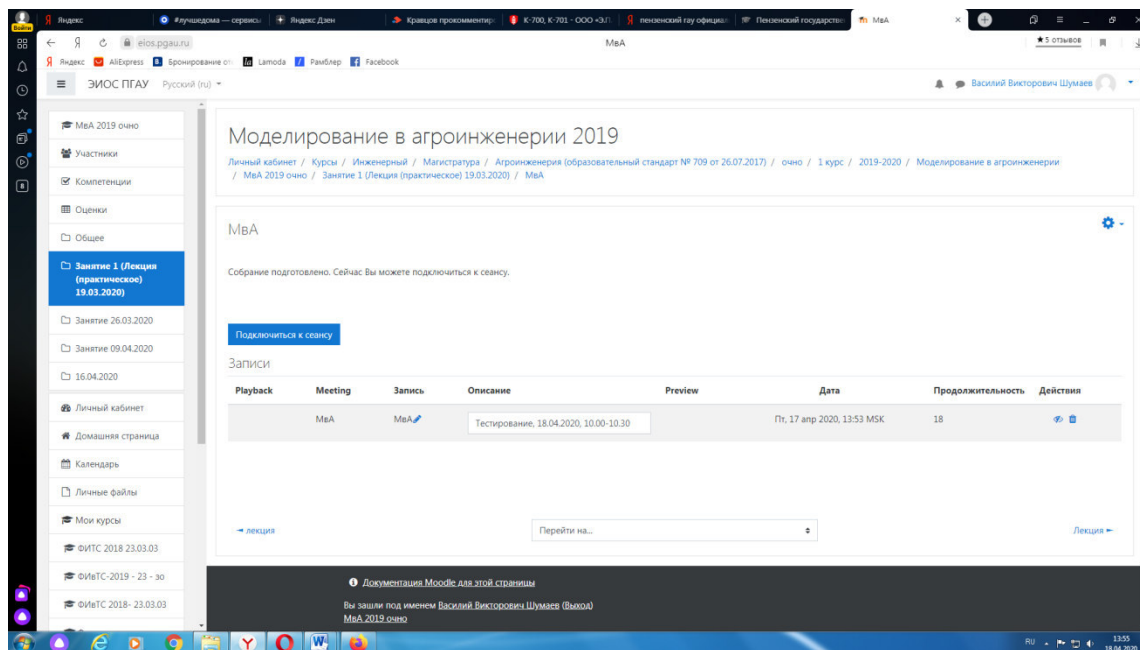 Войти
Яндекс
#лучшедома — сервисы
Яндекс Дзен
Кравцов прокомментир
К-700, К-701 - ООО «З.П.
пензенский гау официал
Пензенский государстве
МвА
eios.pgau.ru
МвА
★ 5 отзывов
Яндекс
AliExpress
Бронирование от
Lamoda
Рамблер
Facebook
ЭИОС ПГАУ Русский (ru)
Василий Викторович Шумаев
МвА 2019 очно
Участники
Компетенции
Оценки
Общее
Занятие 1 (Лекция
(практическое)
19.03.2020)
Занятие 26.03.2020
Занятие 09.04.2020
16.04.2020
Личный кабинет
Домашняя страница
Календарь
Личные файлы
Мои курсы
ФИТС 2018 23.03.03
ФИвТС-2019 - 23 - зо
ФИвТС 2018- 23.03.03
Моделирование в агроинженерии 2019
Личный кабинет / Курсы / Инженерный / Магистратура / Агроинженерия (образовательный стандарт № 709 от 26.07.2017) / очно / 1 курс / 2019-2020 / Моделирование в агроинженерии
/ МвА 2019 очно / Занятие 1 (Лекция (практическое) 19.03.2020) / МвА
МвА
Собрание подготовлено. Сейчас Вы можете подключиться к сеансу.
Подключиться к сеансу
Записи
Playback Meeting Запись Описание Preview Дата Продолжительность Действия
МвА МвА Тестирование, 18.04.2020, 10.00-10.30 Пт, 17 апр 2020, 13:53 MSK 18
◄ лекция
Перейти на...
Лекция ►
Документация Moodle для этой страницы
Вы зашли под именем Василий Викторович Шумаев (Выход)
МвА 2019 очно
RU
13:55
18.04.2020